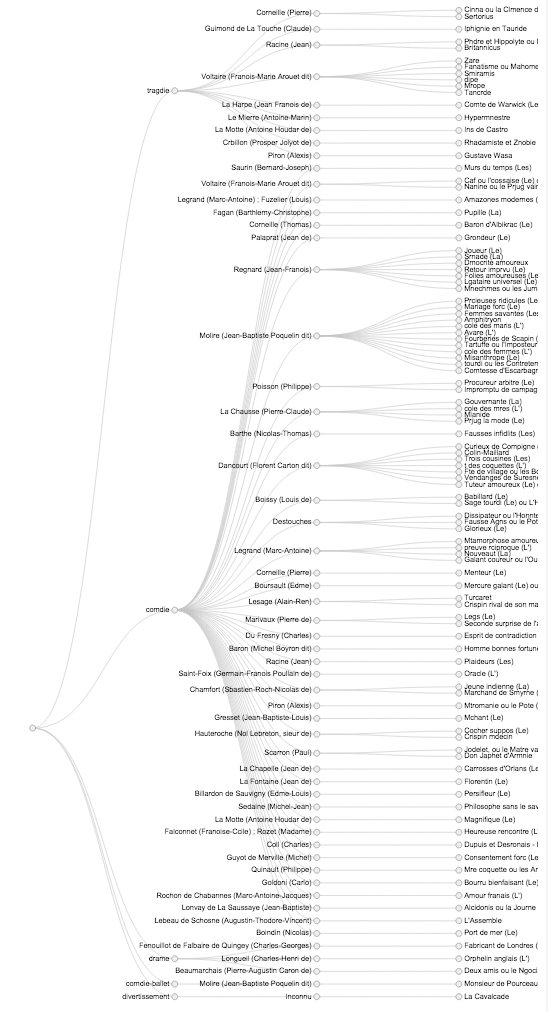 Corneille (Pierre)
Cinna ou la Clmence d
Sertorius
Guimond de La Touche (Claude)
Iphignie en Tauride
Racine (Jean)
Phdre et Hippolyte ou l
Britannicus
Voltaire (Franois-Marie Arouet dit)
Zare
Fanatisme ou Mahome
Smiramis
dipe
Mrope
Tancrde
tragdie
La Harpe (Jean Franois de)
Comte de Warwick (Le
Le Mierre (Antoine-Marin)
Hypermnestre
La Motte (Antoine Houdar de)
Ins de Castro
Crbillon (Prosper Jolyot de)
Rhadamiste et Znobie
Piron (Alexis)
Gustave Wasa
Saurin (Bernard-Joseph)
Murs du temps (Les)
Voltaire (Franois-Marie Arouet dit)
Caf ou l'cossaise (Le)
Nanine ou le Prjug vain
Legrand (Marc-Antoine) ; Fuzelier (Louis)
Amazones modernes (
Fagan (Barthlemy-Christophe)
Pupille (La)
Corneille (Thomas)
Baron d'Albikrac (Le)
Palaprat (Jean de)
Grondeur (Le)
Regnard (Jean-Franois)
Joueur (Le)
Srnade (La)
Dmocrite amoureux
Retour imprvu (Le)
Folies amoureuses (Le
Lgataire universel (Le)
Mnechmes ou les Jum
Molire (Jean-Baptiste Poquelin dit)
Prcieuses ridicules (Le
Mariage forc (Le)
Femmes savantes (Les
Amphitryon
cole des maris (L')
Avare (L')
Fourberies de Scapin (
Tartuffe ou l'Imposteur
cole des femmes (L')
Misanthrope (Le)
tourdi ou les Contreten
Comtesse d'Escarbagn
Poisson (Philippe)
Procureur arbitre (Le)
Impromptu de campag
La Chausse (Pierre-Claude)
Gouvernante (La)
cole des mres (L')
Mlanide
Prjug la mode (Le)
Barthe (Nicolas-Thomas)
Fausses infidlits (Les)
Dancourt (Florent Carton dit)
Curieux de Compigne (
Colin-Maillard
Trois cousines (Les)
t des coquettes (L')
Fte de village ou les Bo
Vendanges de Suresne
Tuteur amoureux (Le)
Boissy (Louis de)
Babillard (Le)
Sage tourdi (Le) ou L'H
Destouches
Dissipateur ou l'Honnte
Fausse Agns ou le Pot
Glorieux (Le)
Legrand (Marc-Antoine)
Mtamorphose amoureu
preuve rciproque (L')
Nouveaut (La)
Galant coureur ou l'Ou
Corneille (Pierre)
Menteur (Le)
Boursault (Edme)
Mercure galant (Le) ou
Lesage (Alain-Ren)
Turcaret
Crispin rival de son ma
comdie
Marivaux (Pierre de)
Legs (Le)
Seconde surprise de l'a
Du Fresny (Charles)
Esprit de contradiction
Baron (Michel Boyron dit)
Homme bonnes fortune
Racine (Jean)
Plaideurs (Les)
Saint-Foix (Germain-Franois Poullain de)
Oracle (L')
Chamfort (Sbastien-Roch-Nicolas de)
Jeune indienne (La)
Marchand de Smyrne (
Piron (Alexis)
Mtromanie ou le Pote (
Gresset (Jean-Baptiste-Louis)
Mchant (Le)
Hauteroche (Nol Lebreton, sieur de)
Cocher suppos (Le)
Crispin mdecin
Scarron (Paul)
Jodelet, ou le Matre va
Don Japhet d'Armnie
La Chapelle (Jean de)
Carrosses d'Orlans (Le
La Fontaine (Jean de)
Florentin (Le)
Billardon de Sauvigny (Edme-Louis)
Persifleur (Le)
Sedaine (Michel-Jean)
Philosophe sans le sav
La Motte (Antoine Houdar de)
Magnifique (Le)
Falconnet (Franoise-Ccile) ; Rozet (Madame)
Heureuse rencontre (L
Coll (Charles)
Dupuis et Desronais - l
Guyot de Merville (Michel)
Consentement forc (Le
Quinault (Philippe)
Mre coquette ou les An
Goldoni (Carlo)
Bourru bienfaisant (Le)
Rochon de Chabannes (Marc-Antoine-Jacques)
Amour franais (L')
Lonvay de La Saussaye (Jean-Baptiste)
Alcidonis ou la Journe
Lebeau de Schosne (Augustin-Thodore-Vincent)
L'Assemble
Boindin (Nicolas)
Port de mer (Le)
Fenouillot de Falbaire de Quingey (Charles-Georges)
Fabricant de Londres (
drame
Longueil (Charles-Henri de)
Orphelin anglais (L')
Beaumarchais (Pierre-Augustin Caron de)
Deux amis ou le Ngoci
comdie-ballet
Molire (Jean-Baptiste Poquelin dit)
Monsieur de Pourceau
divertissement
Inconnu
La Cavalcade